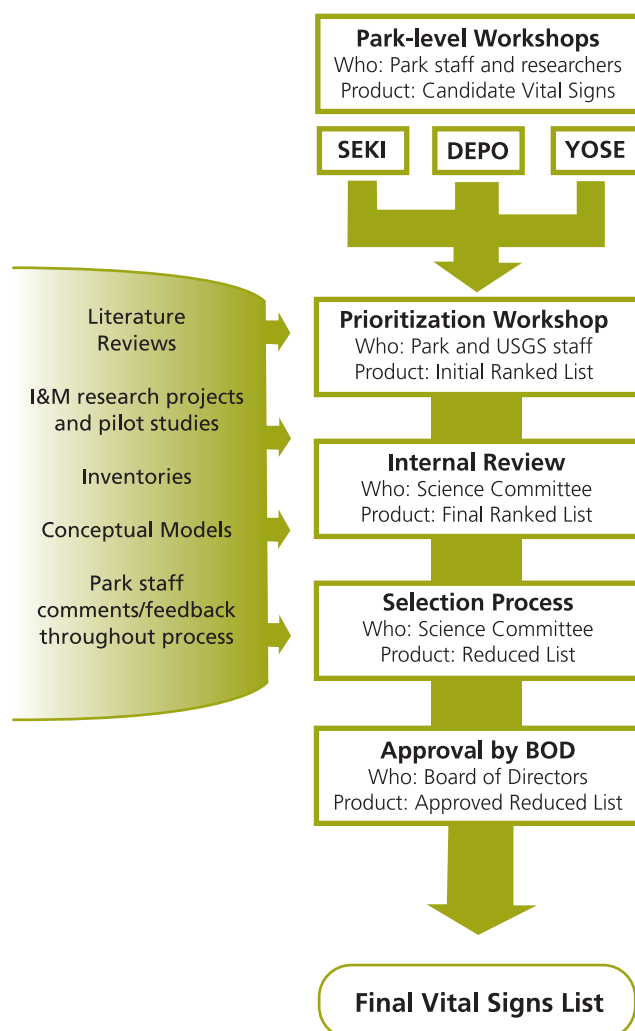 Park-level Workshops
Who: Park staff and researchers
Product: Candidate Vital Signs
SEKI
DEPO
YOSE
Literature
Reviews
I&M research projects
and pilot studies
Inventories
Conceptual Models
Park staff
comments/feedback
throughout process
Prioritization Workshop
Who: Park and USGS staff
Product: Initial Ranked List
Internal Review
Who: Science Committee
Product: Final Ranked List
Selection Process
Who: Science Committee
Product: Reduced List
Approval by BOD
Who: Board of Directors
Product: Approved Reduced List
Final Vital Signs List